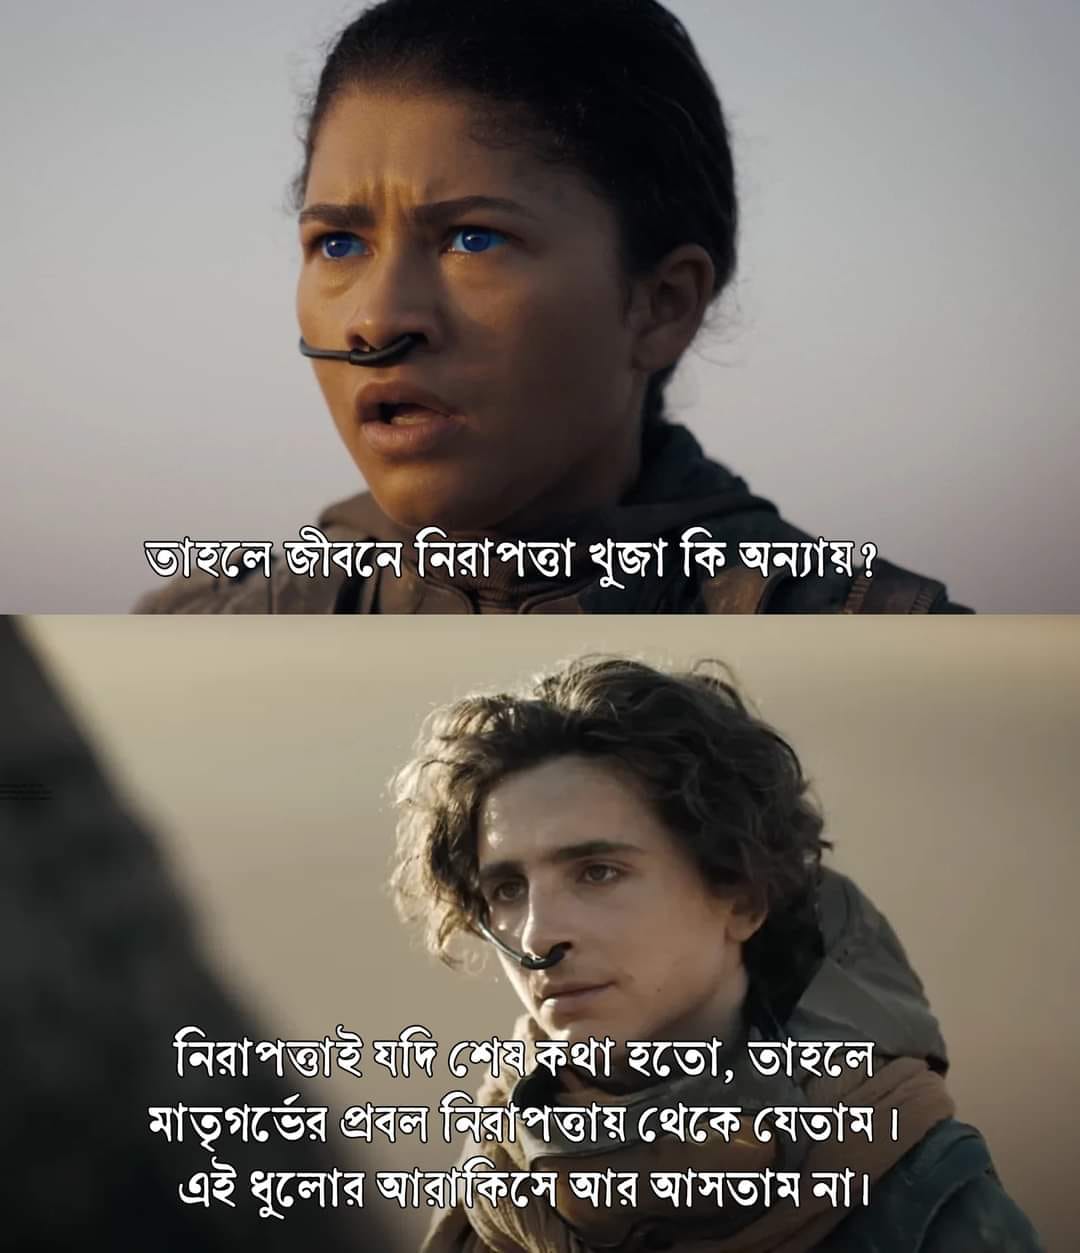 তাহলে জীবনে নিরাপত্তা খুজা কি অন্যায়?
নিরাপত্তাই যদি শেষ কথা হতো, তাহলে
মাতৃগর্ভের প্রবল নিরাপত্তায় থেকে যেতাম।
এই ধুলোর আরাকিসে আর আসতাম না।